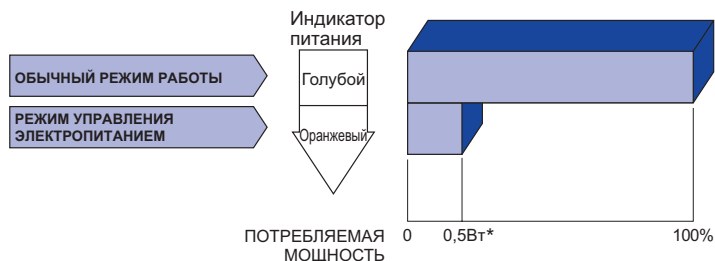 Индикатор
питания
ОБЫЧНЫЙ РЕЖИМ РАБОТЫ
Голубой
РЕЖИМ УПРАВЛЕНИЯ
ЭЛЕКТРОПИТАНИЕМ
Оранжевый
ПОТРЕБЛЯЕМАЯ
МОЩНОСТЬ
0 0,5Вт* 100%